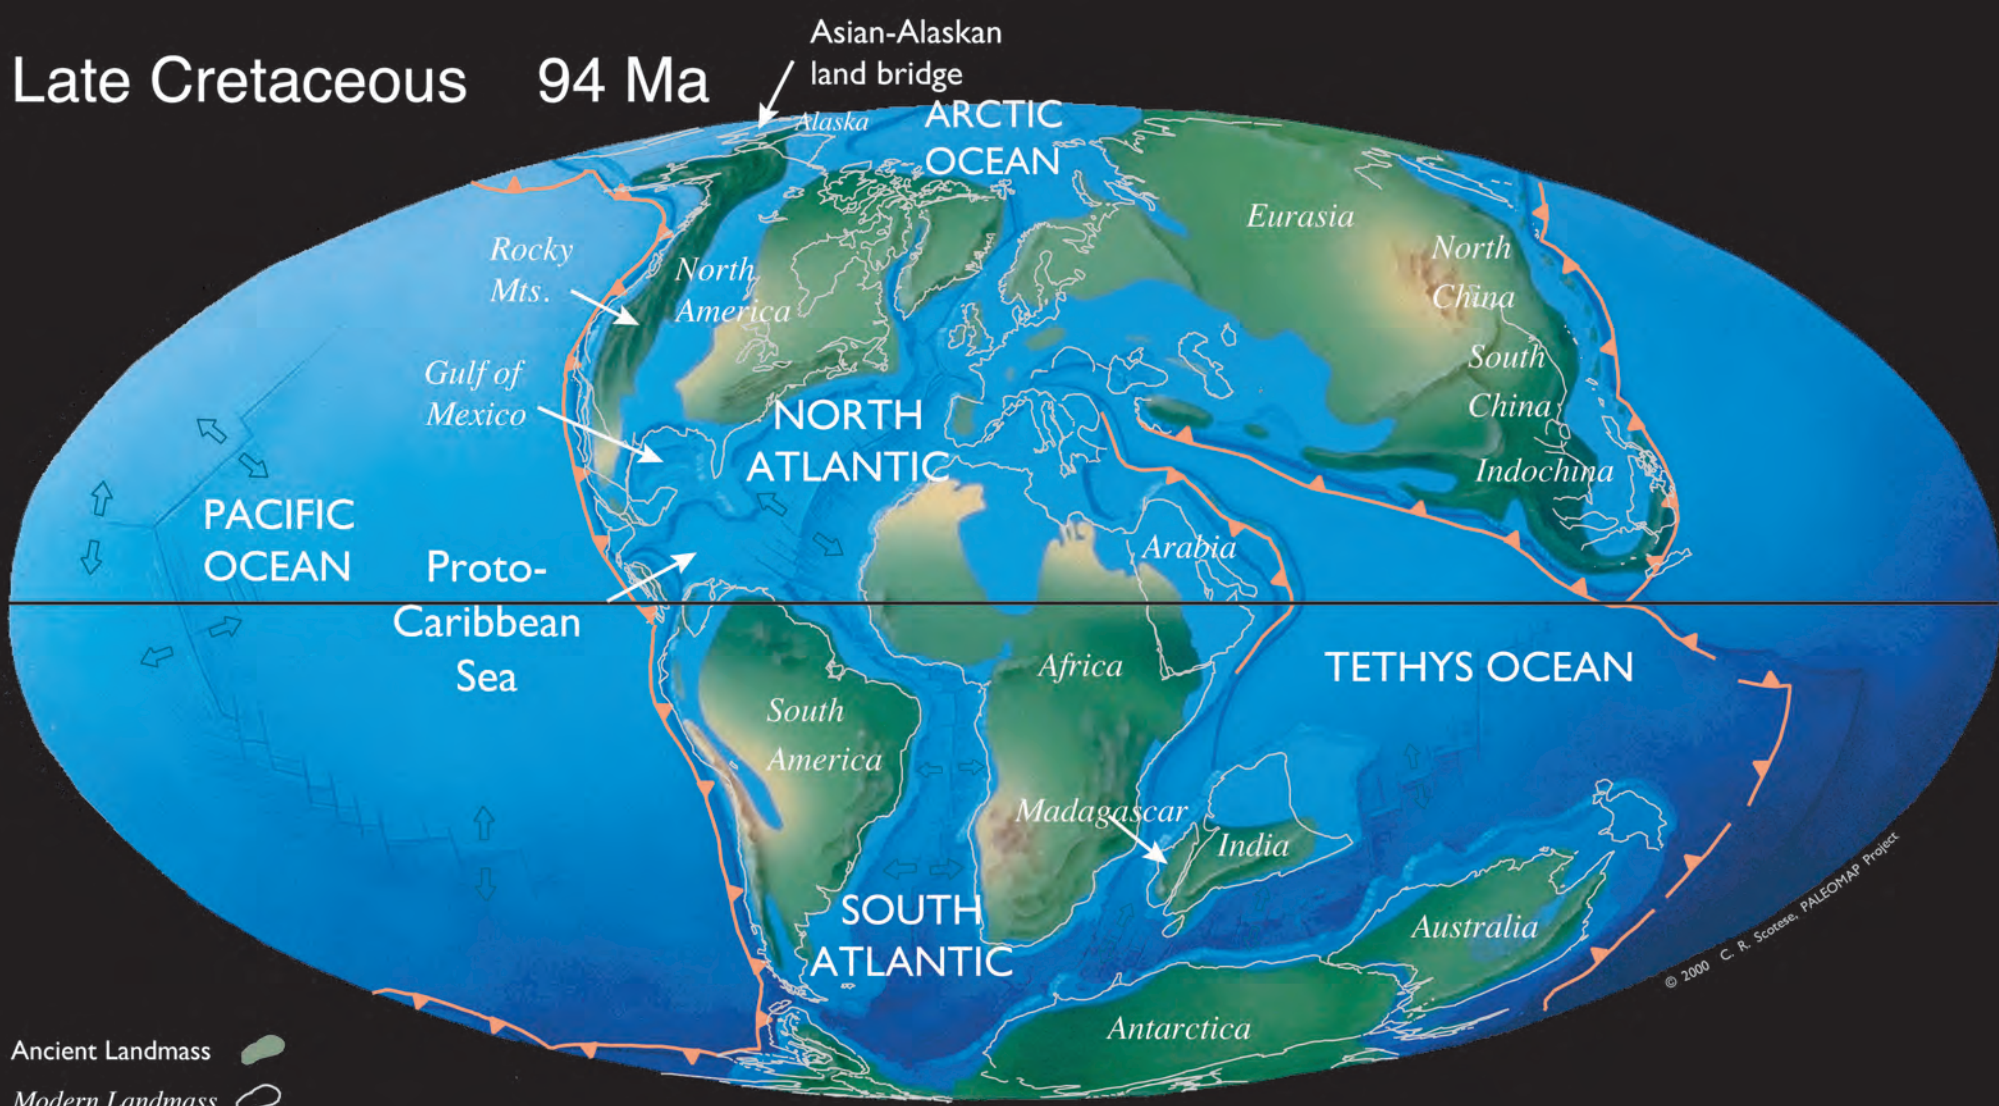 Asian-Alaskan
land bridge
Late Cretaceous 94 Ma
Alaska
ARCTIC
OCEAN
Eurasia
Rocky
Mts.
North
America
North
China
Gulf of
Mexico
South
China
NORTH
ATLANTIC
Indochina
PACIFIC
OCEAN
Proto-
Caribbean
Sea
Arabia
Africa
TETHYS OCEAN
South
America
Madagascar
India
SOUTH
ATLANTIC
Australia
© 2000 C. R. Scotese, PALEOMAP Project
Antarctica
Ancient Landmass
Modern Landmass